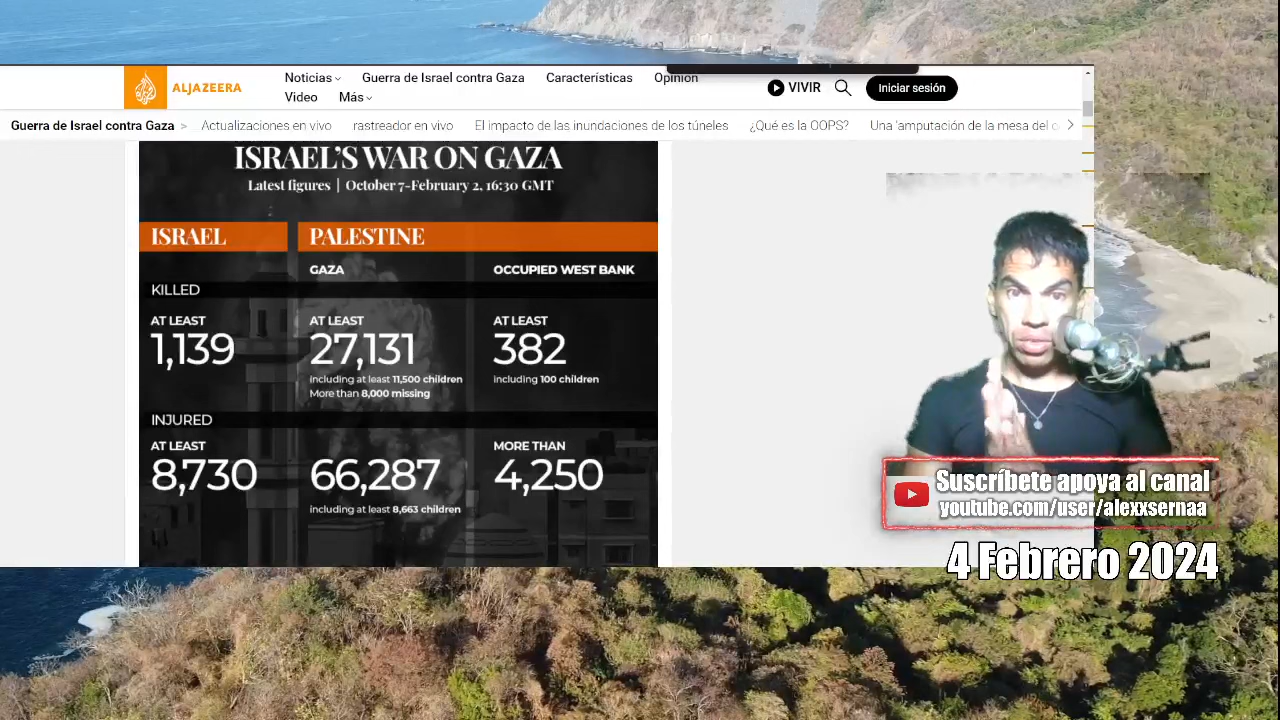 ALJAZEERA
Noticias
Guerra de Israel contra Gaza
Características
Opinión
VIVIR
Iniciar sesión
Video
Más
Guerra de Israel contra Gaza >
Actualizaciones en vivo
rastreador en vivo
El impacto de las inundaciones de los túneles
¿Qué es la OOPS?
Una 'amputación de la mesa del
ISRAEL'S WAR ON GAZA
Latest figures | October 7-February 2, 16:30 GMT
ISRAEL
PALESTINE
GAZA
OCCUPIED WEST BANK
KILLED
AT LEAST
1,139
AT LEAST
27,131
including at least 11,500 children
More than 8,000 missing
AT LEAST
382
including 100 children
INJURED
AT LEAST
8,730
66,287
including at least 8,663 children
MORE THAN
4,250
Suscríbete apoya al canal
youtube.com/user/alexxsernaa
4 Febrero 2024